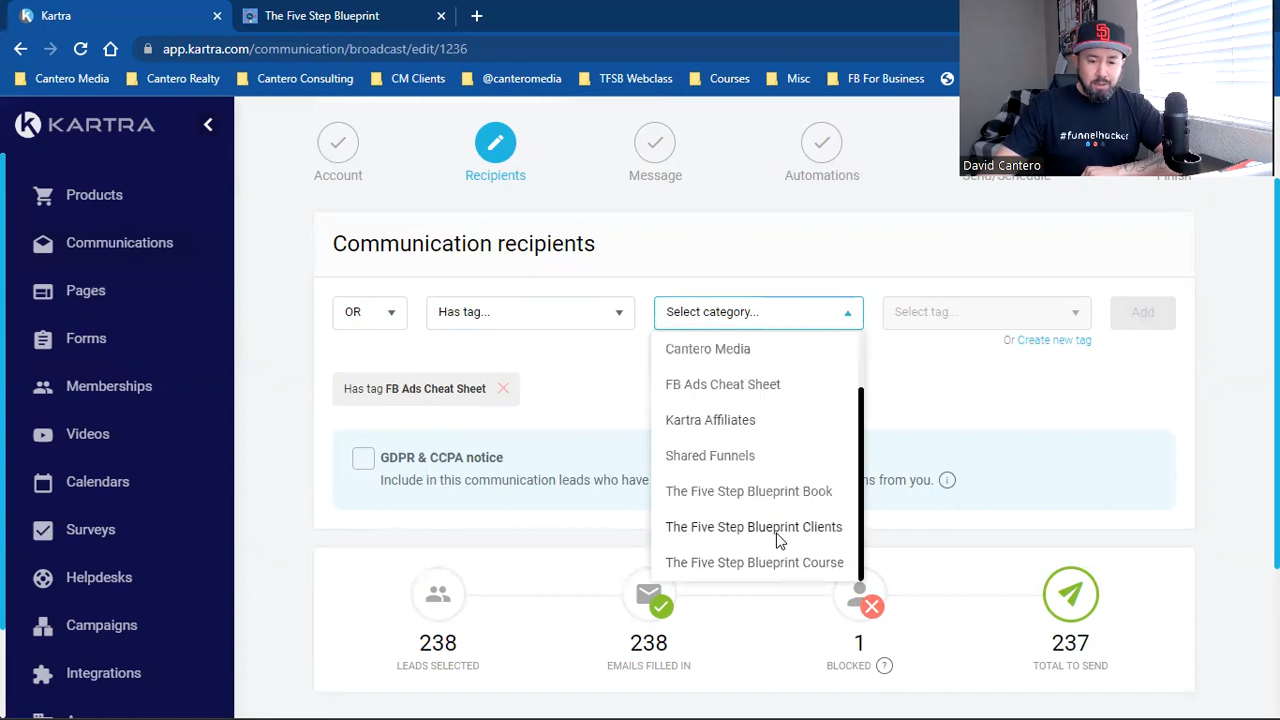 Kartra
The Five Step Blueprint
app.kartra.com/communication/broadcast/edit/1235
Cantero Media
Cantero Realty
Cantero Consulting
CM Clients
@canteromedia
TFSB Webclass
Courses
Misc
FB For Business
#funnelhacker
David Cantero
KARTRA
Account
Recipients
Message
Automations
Send/Schedule
Finish
Products
Communications
Pages
Forms
Memberships
Videos
Calendars
Surveys
Helpdesks
Campaigns
Integrations
Communication recipients
OR
Has tag...
Select category...
Select tag...
Add
Or Create new tag
Cantero Media
FB Ads Cheat Sheet
Kartra Affiliates
Shared Funnels
The Five Step Blueprint Book
The Five Step Blueprint Clients
The Five Step Blueprint Course
Has tag FB Ads Cheat Sheet
GDPR & CCPA notice
Include in this communication leads who have
from you.
238
LEADS SELECTED
238
EMAILS FILLED IN
1
BLOCKED ?
237
TOTAL TO SEND